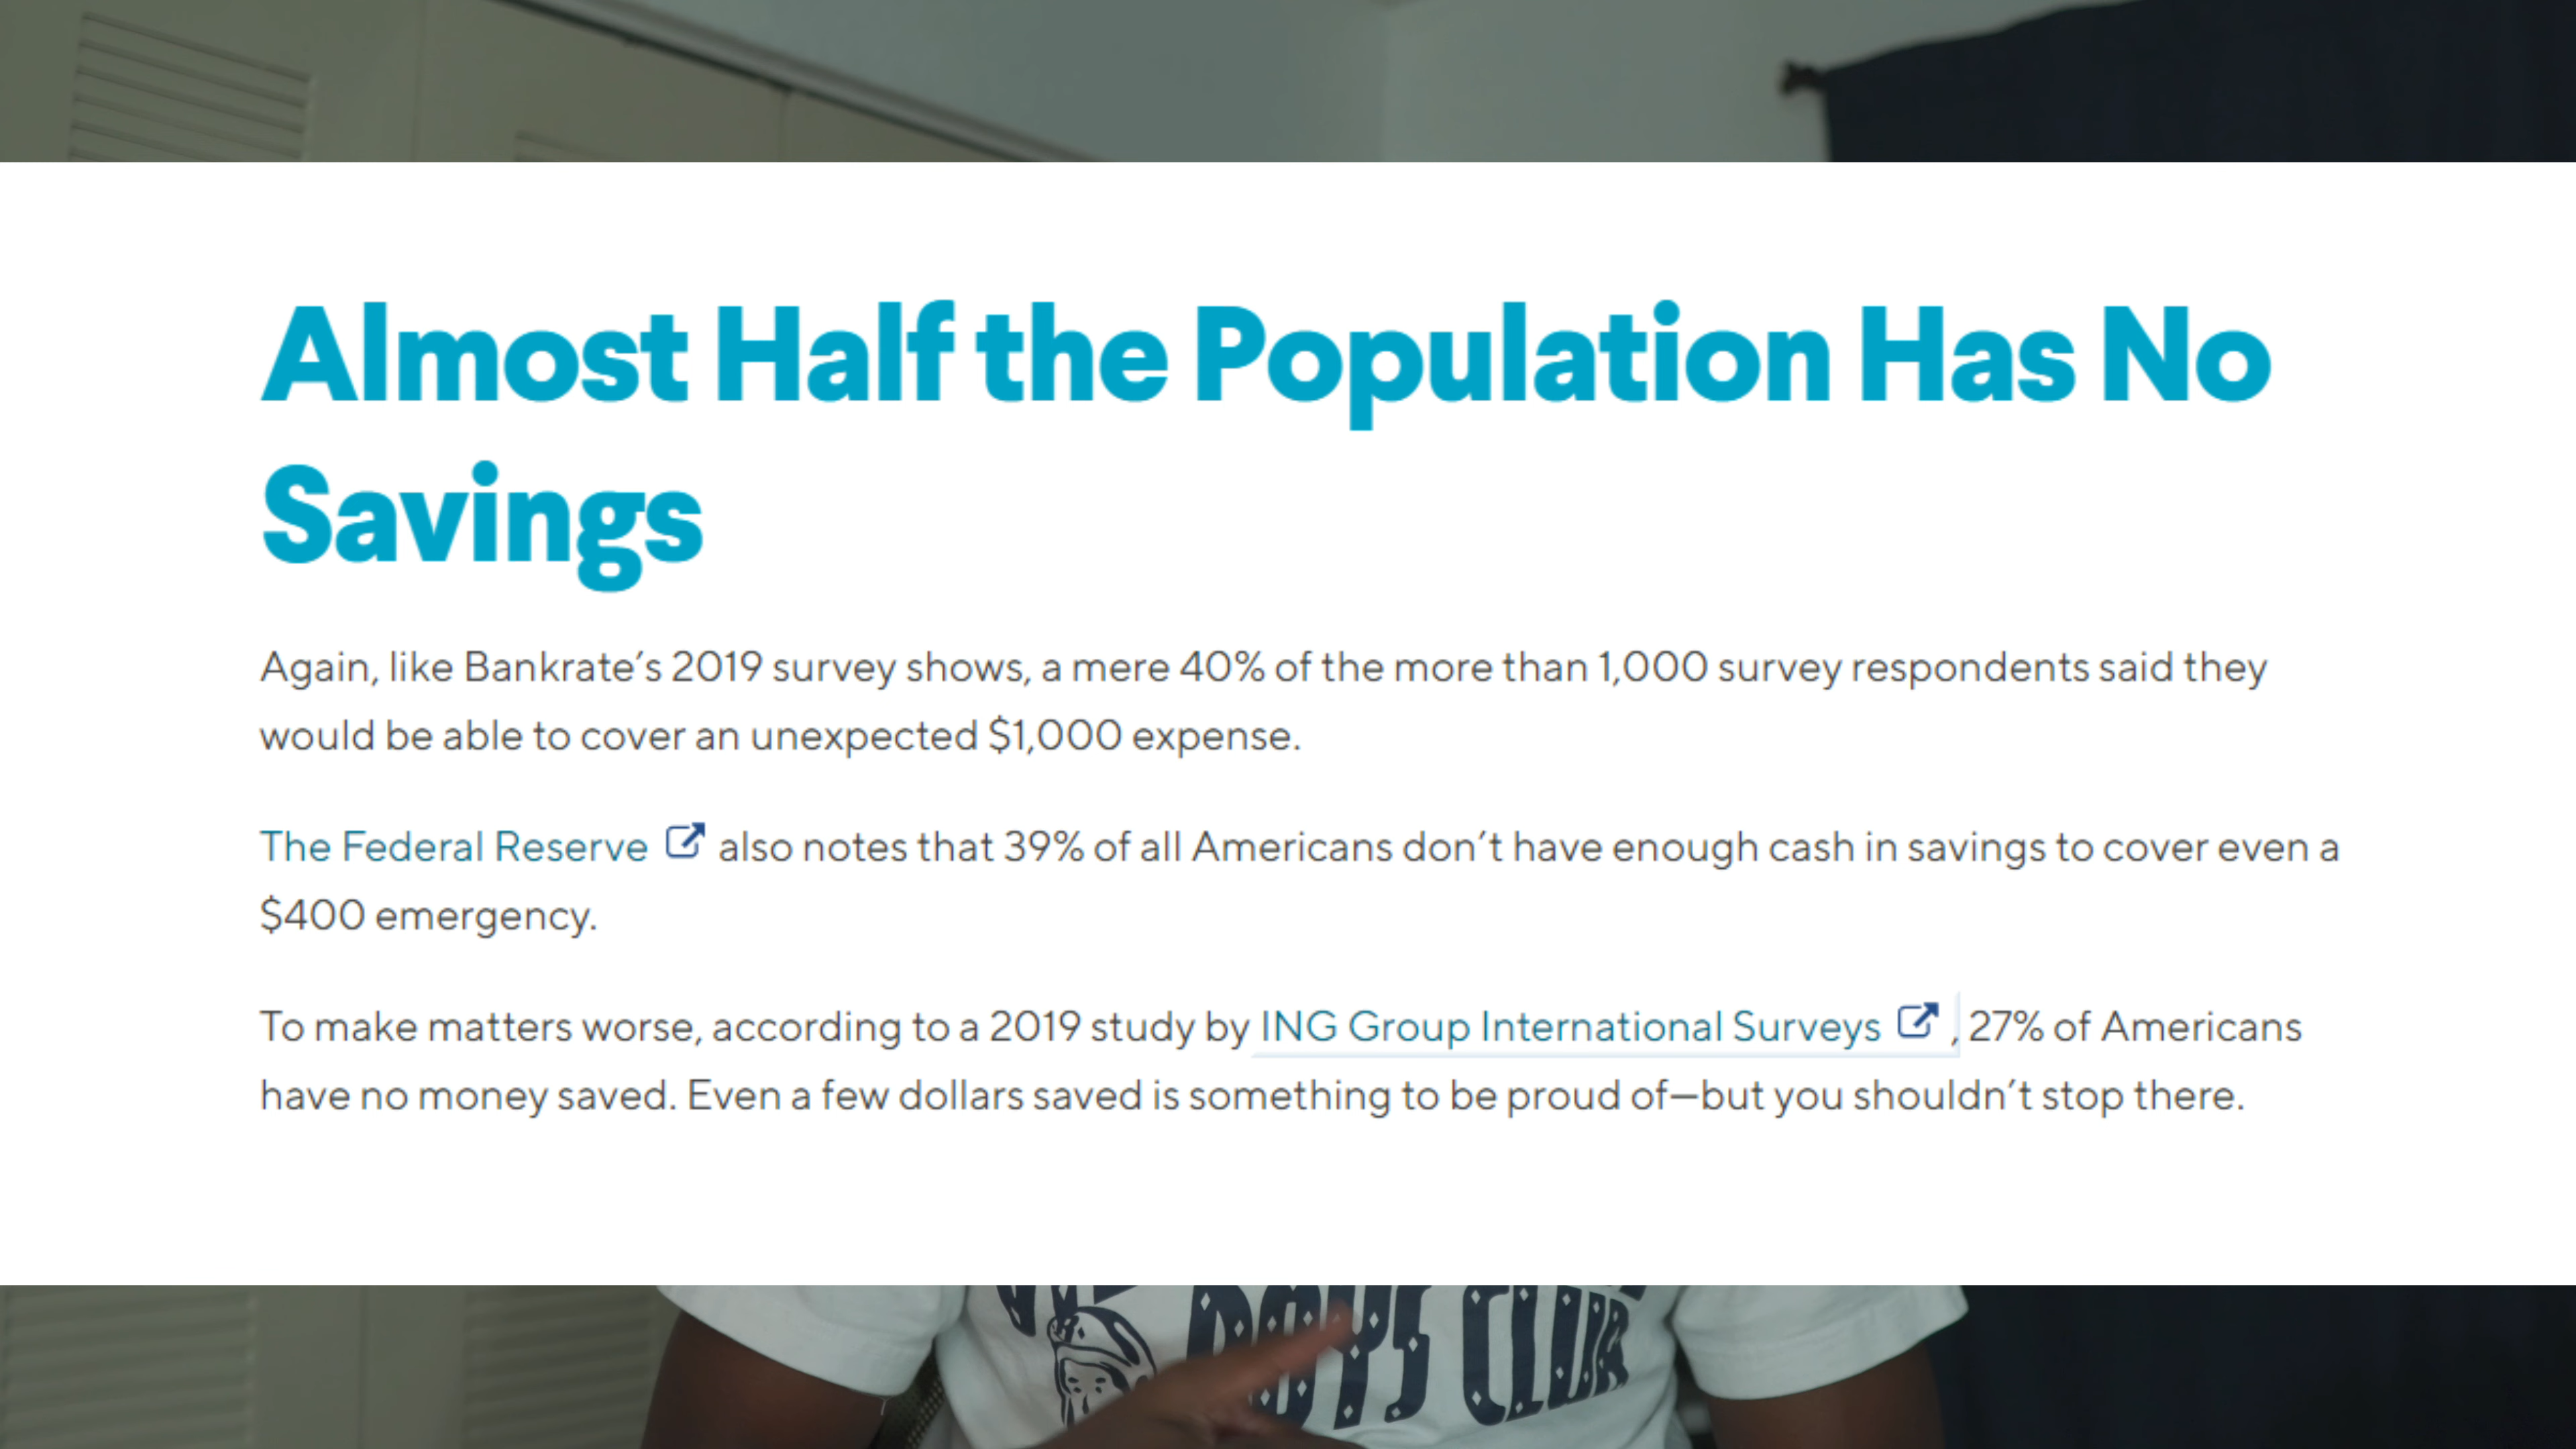 Almost Half the Population Has No
Savings
Again, like Bankrate’s 2019 survey shows, a mere 40% of the more than 1,000 survey respondents said they
would be able to cover an unexpected $1,000 expense.
The Federal Reserve also notes that 39% of all Americans don’t have enough cash in savings to cover even a
$400 emergency.
To make matters worse, according to a 2019 study by ING Group International Surveys , 27% of Americans
have no money saved. Even a few dollars saved is something to be proud of—but you shouldn’t stop there.
BOYS CLUB